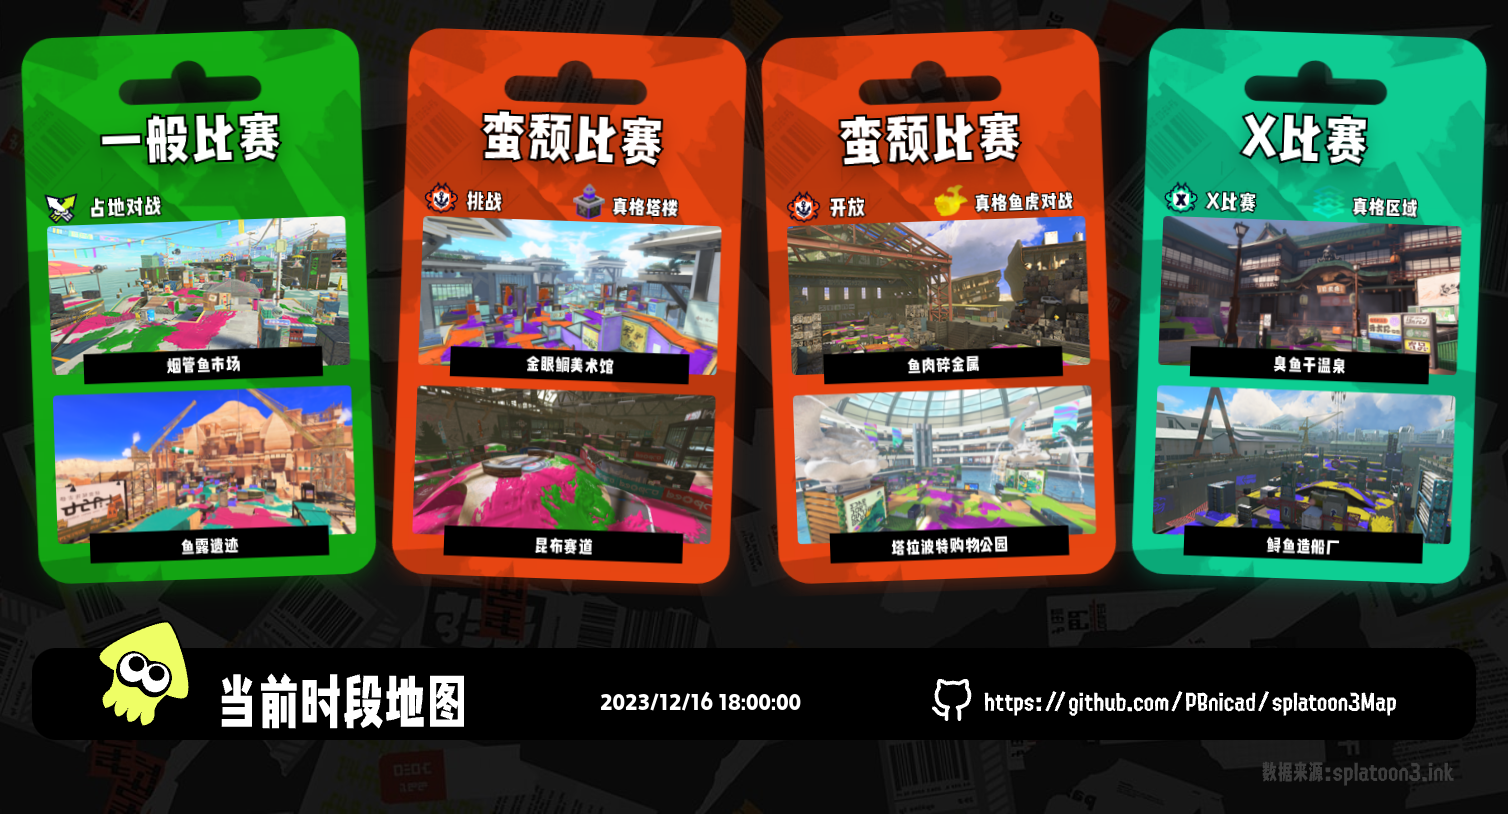 一般比赛
占地对战
烟管鱼市场
鱼露遗迹
蛮颓比赛
挑战
真格塔楼
金眼鲷美术馆
昆布赛道
蛮颓比赛
开放
真格鱼虎对战
鱼肉碎金属
塔拉波特购物公园
X比赛
X比赛
真格区域
臭鱼干温泉
鲟鱼造船厂
当前时段地图
2023/12/16 18:00:00
https://github.com/PBnicad/splatoon3Map
数据来源:splatoon3.ink